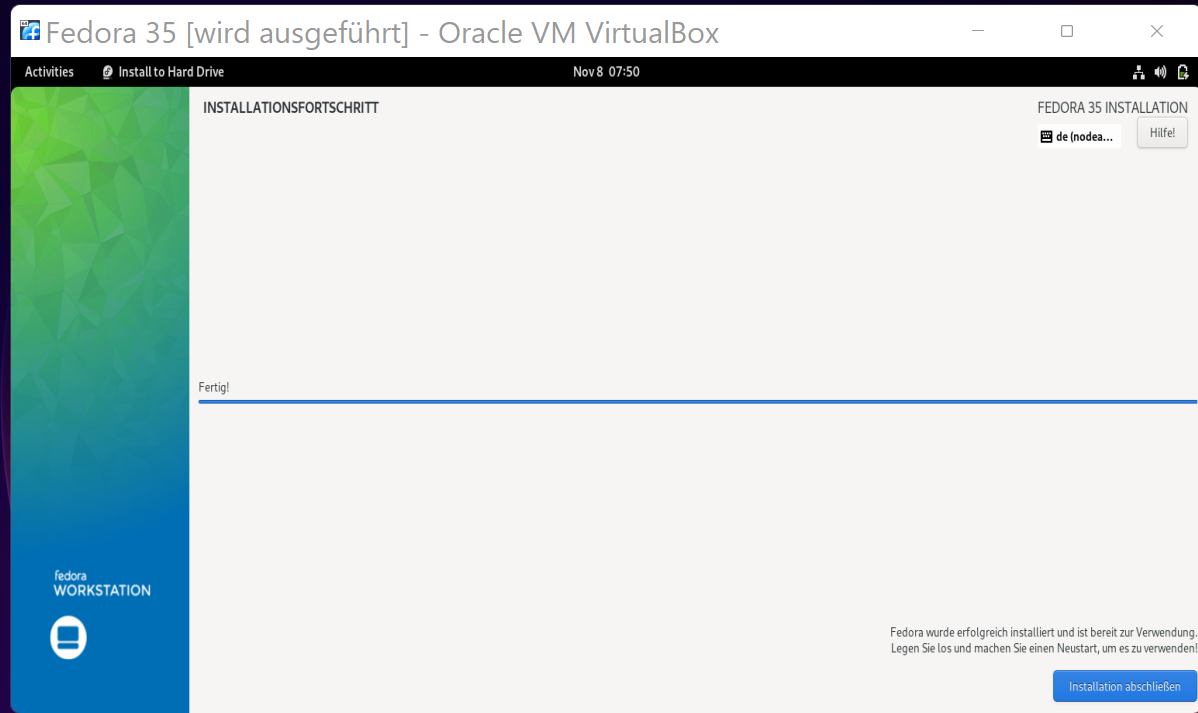 Fedora 35 [wird ausgeführt] - Oracle VM VirtualBox
Activities Install to Hard Drive Nov 8 07:50
INSTALLATIONSFORTSCHRITT
FEDORA 35 INSTALLATION
de (nodea...
Hilfe!
Fertig!
fedora
WORKSTATION
Fedora wurde erfolgreich installiert und ist bereit zur Verwendung.
Legen Sie los und machen Sie einen Neustart, um es zu verwenden!
Installation abschließen